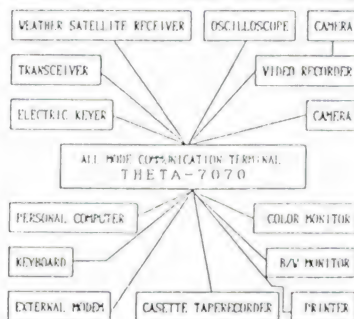 WEATHER SATELLITE RECEIVER OSCILLOSCOPE CAMERA
TRANSCEIVER VIDEO RECORDER
ELECTRIC KEYER CAMERA
ALL MODE COMMUNICATION TERMINAL
THETA-7070
PERSONAL COMPUTER COLOR MONITOR
KEYBOARD B/W MONITOR
EXTERNAL MODEM CASETTE TAPERECORDER PRINTER